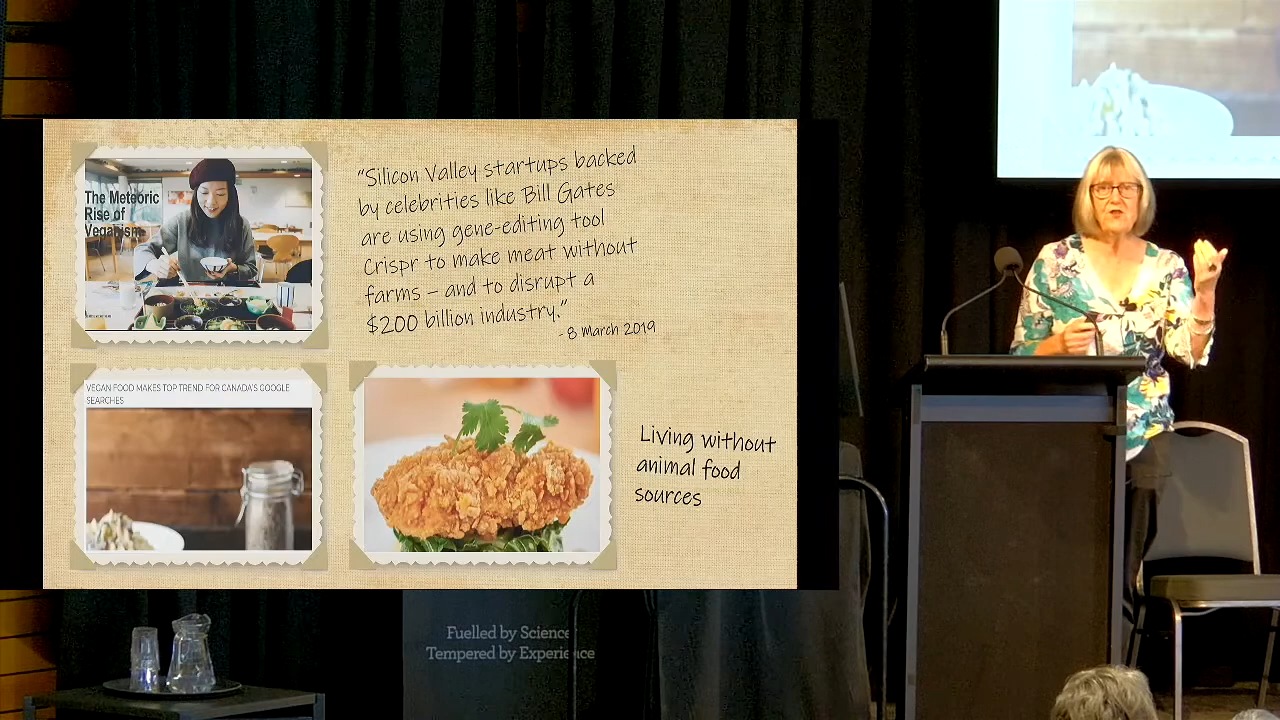 The Meteoric
Rise of
Veganism
"Silicon Valley startups backed
by celebrities like Bill Gates
are using gene-editing tool
Crispr to make meat without
farms – and to disrupt a
$200 billion industry."
- 8 March 2019
VEGAN FOOD MAKES TOP TREND FOR CANADA'S GOOGLE
SEARCHES
Living without
animal food
sources
Fuelled by Science
Tempered by Experience